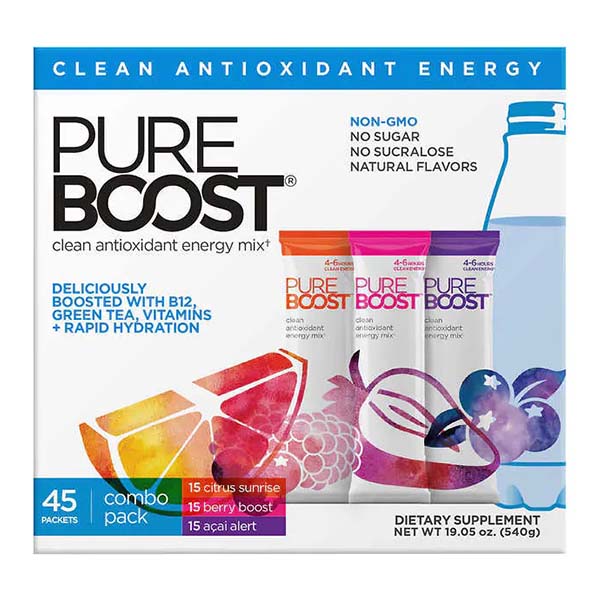 CLEAN ANTIOXIDANT ENERGY
PURE
BOOST®
clean antioxidant energy mix†
DELICIOUSLY
BOOSTED WITH B12,
GREEN TEA, VITAMINS
+ RAPID HYDRATION
NON-GMO
NO SUGAR
NO SUCRALOSE
NATURAL FLAVORS
4-6 HOURS
CLEAN ENERGY
PURE
BOOST
clean
antioxidant
energy mix
4-6 HOURS
CLEAN ENERGY
PURE
BOOST
clean
antioxidant
energy mix
4-6 HOURS
CLEAN ENERGY
PURE
BOOST
clean
antioxidant
energy mix
45
PACKETS
combo
pack
15 citrus sunrise
15 berry boost
15 açai alert
DIETARY SUPPLEMENT
NET WT 19.05 oz. (540g)